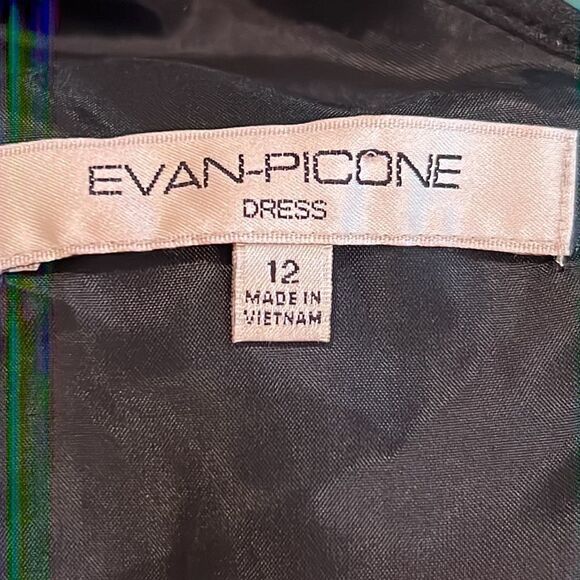 EVAN-PICONE
DRESS
12
MADE IN
VIETNAM